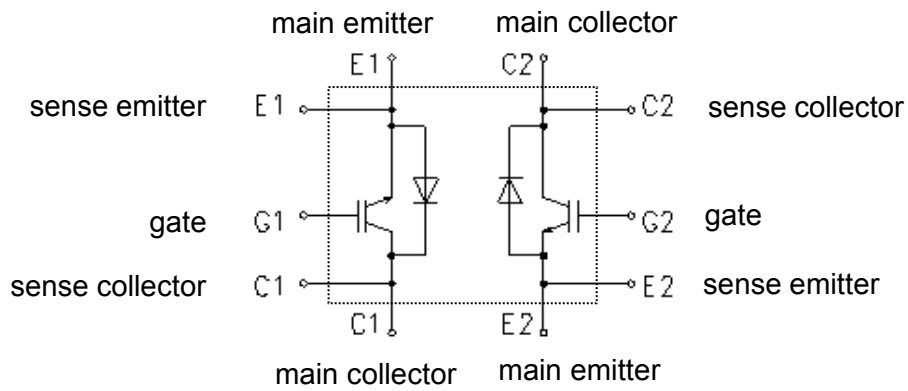 main emitter main collector
E1 C2
sense emitter E1 C2 sense collector
gate G1 G2 gate
sense collector C1 E2 sense emitter
C1 E2
main collector main emitter